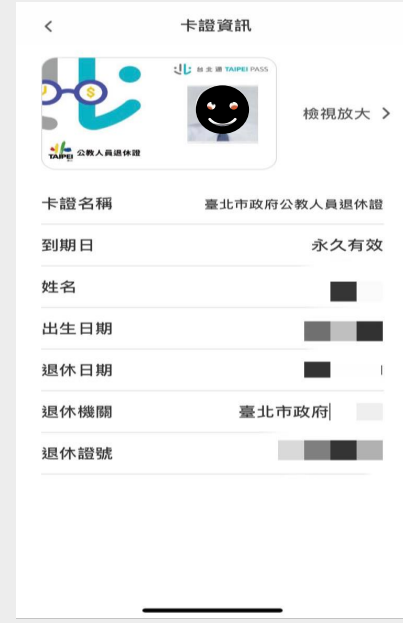 卡證資訊
台北通 TAIPEI PASS
TAIPEI 公教人員退休證
檢視放大
卡證名稱 臺北市政府公教人員退休證
到期日 永久有效
姓名
出生日期
退休日期
退休機關 臺北市政府
退休證號